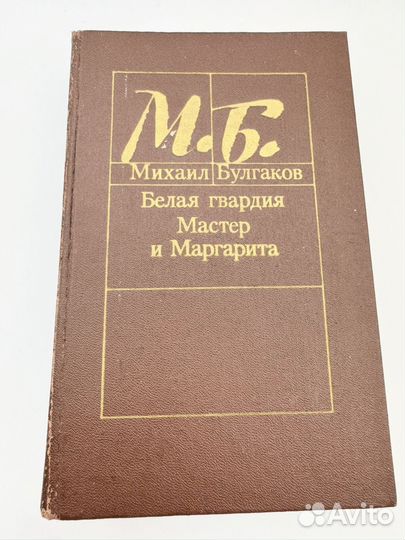 М.Б.
Михаил Булгаков
Белая гвардия
Мастер
и Маргарита
Avito